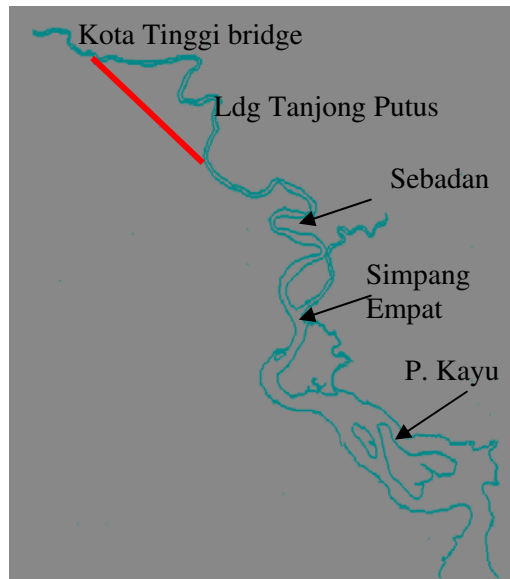 Kota Tinggi bridge
Ldg Tanjong Putus
Sebadan
Simpang
Empat
P. Kayu